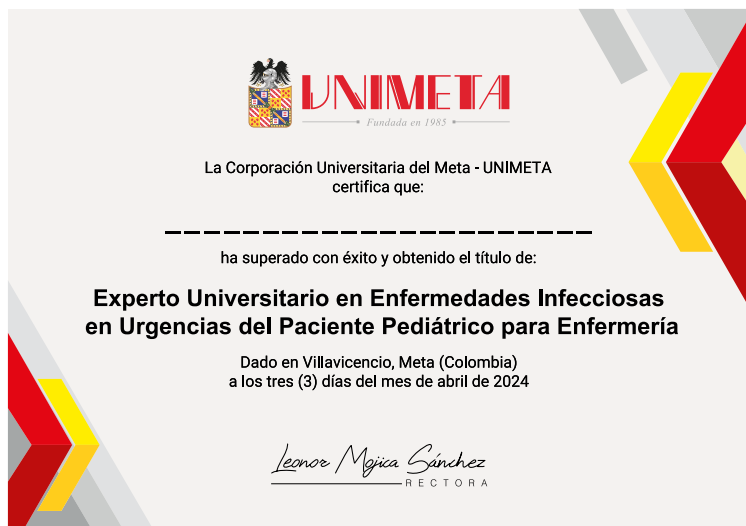 UNIMETA
Fundada en 1985
La Corporación Universitaria del Meta - UNIMETA
certifica que:
ha superado con éxito y obtenido el título de:
Experto Universitario en Enfermedades Infecciosas
en Urgencias del Paciente Pediátrico para Enfermería
Dado en Villavicencio, Meta (Colombia)
a los tres (3) días del mes de abril de 2024
Leonor Mojica Sánchez
RECTORA